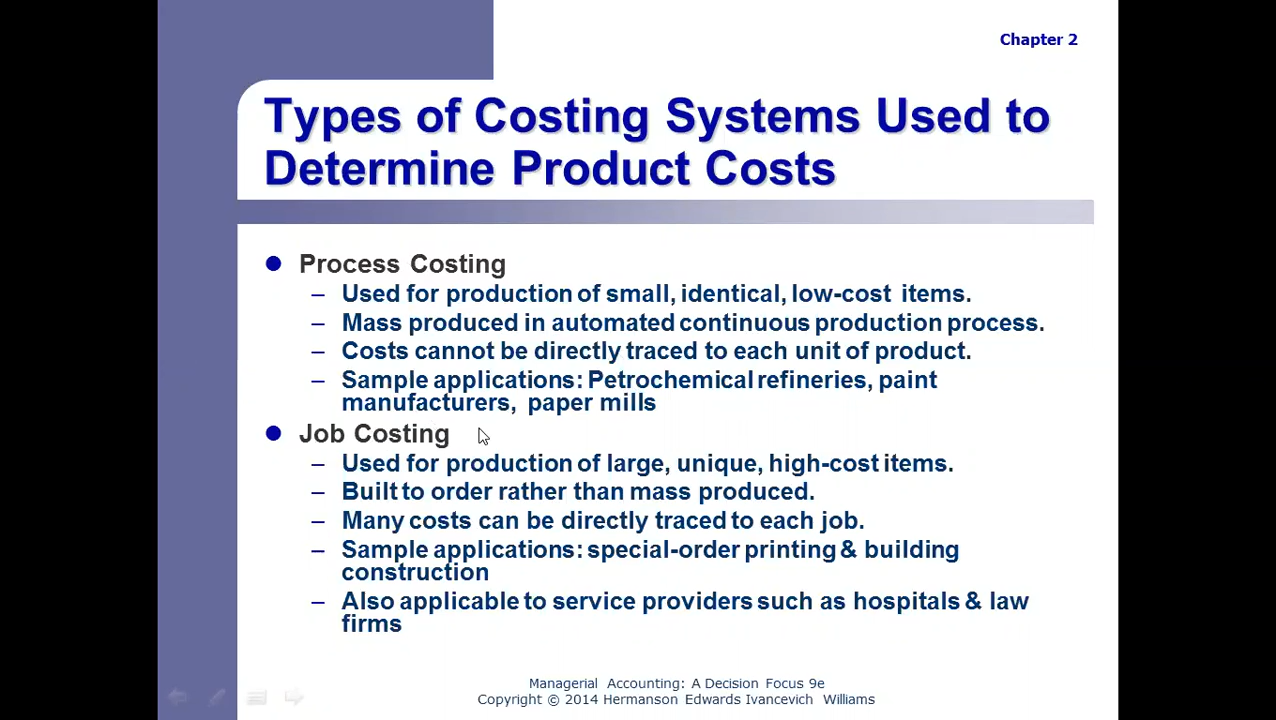 Chapter 2
Types of Costing Systems Used to
Determine Product Costs
Process Costing
– Used for production of small, identical, low-cost items.
– Mass produced in automated continuous production process.
– Costs cannot be directly traced to each unit of product.
– Sample applications: Petrochemical refineries, paint
manufacturers, paper mills
Job Costing
– Used for production of large, unique, high-cost items.
– Built to order rather than mass produced.
– Many costs can be directly traced to each job.
– Sample applications: special-order printing & building
construction
– Also applicable to service providers such as hospitals & law
firms
Managerial Accounting: A Decision Focus 9e
Copyright © 2014 Hermanson Edwards Ivancevich Williams